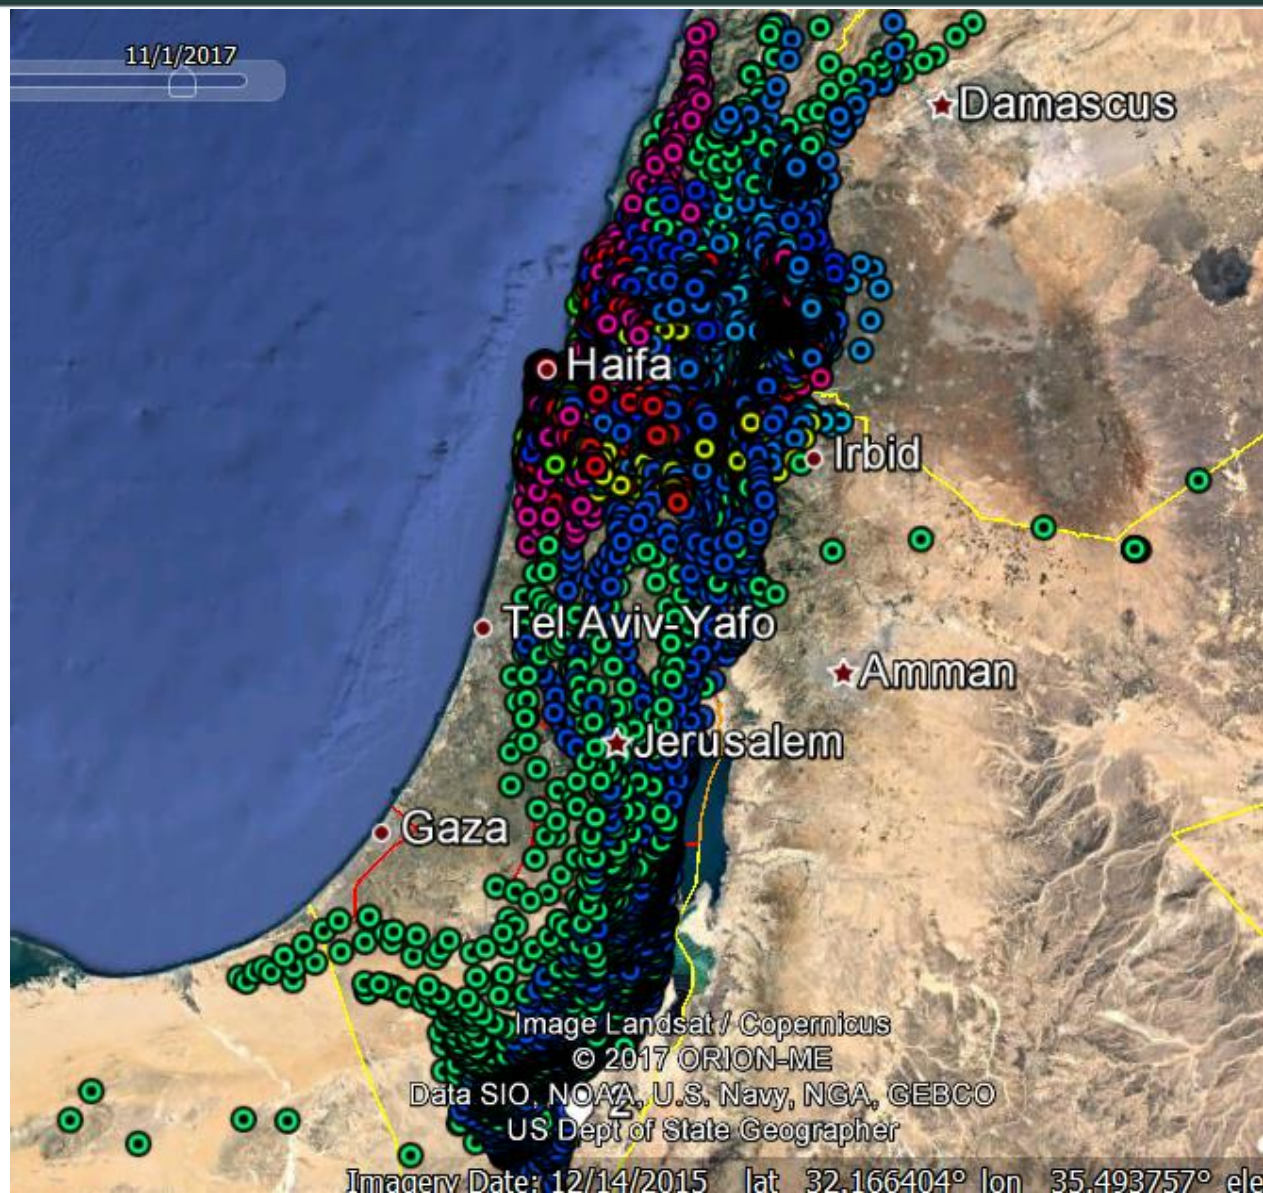 11/1/2017
Damascus
Haifa
Irbid
Tel Aviv-Yafo
Amman
Jerusalem
Gaza
Image Landsat / Copernicus
© 2017 ORION-ME
Data SIO, NOAA, U.S. Navy, NGA, GEBCO
2
US Dept of State Geographer
Imagery Date: 12/14/2015 lat 32.166404° lon 35.493757° ele